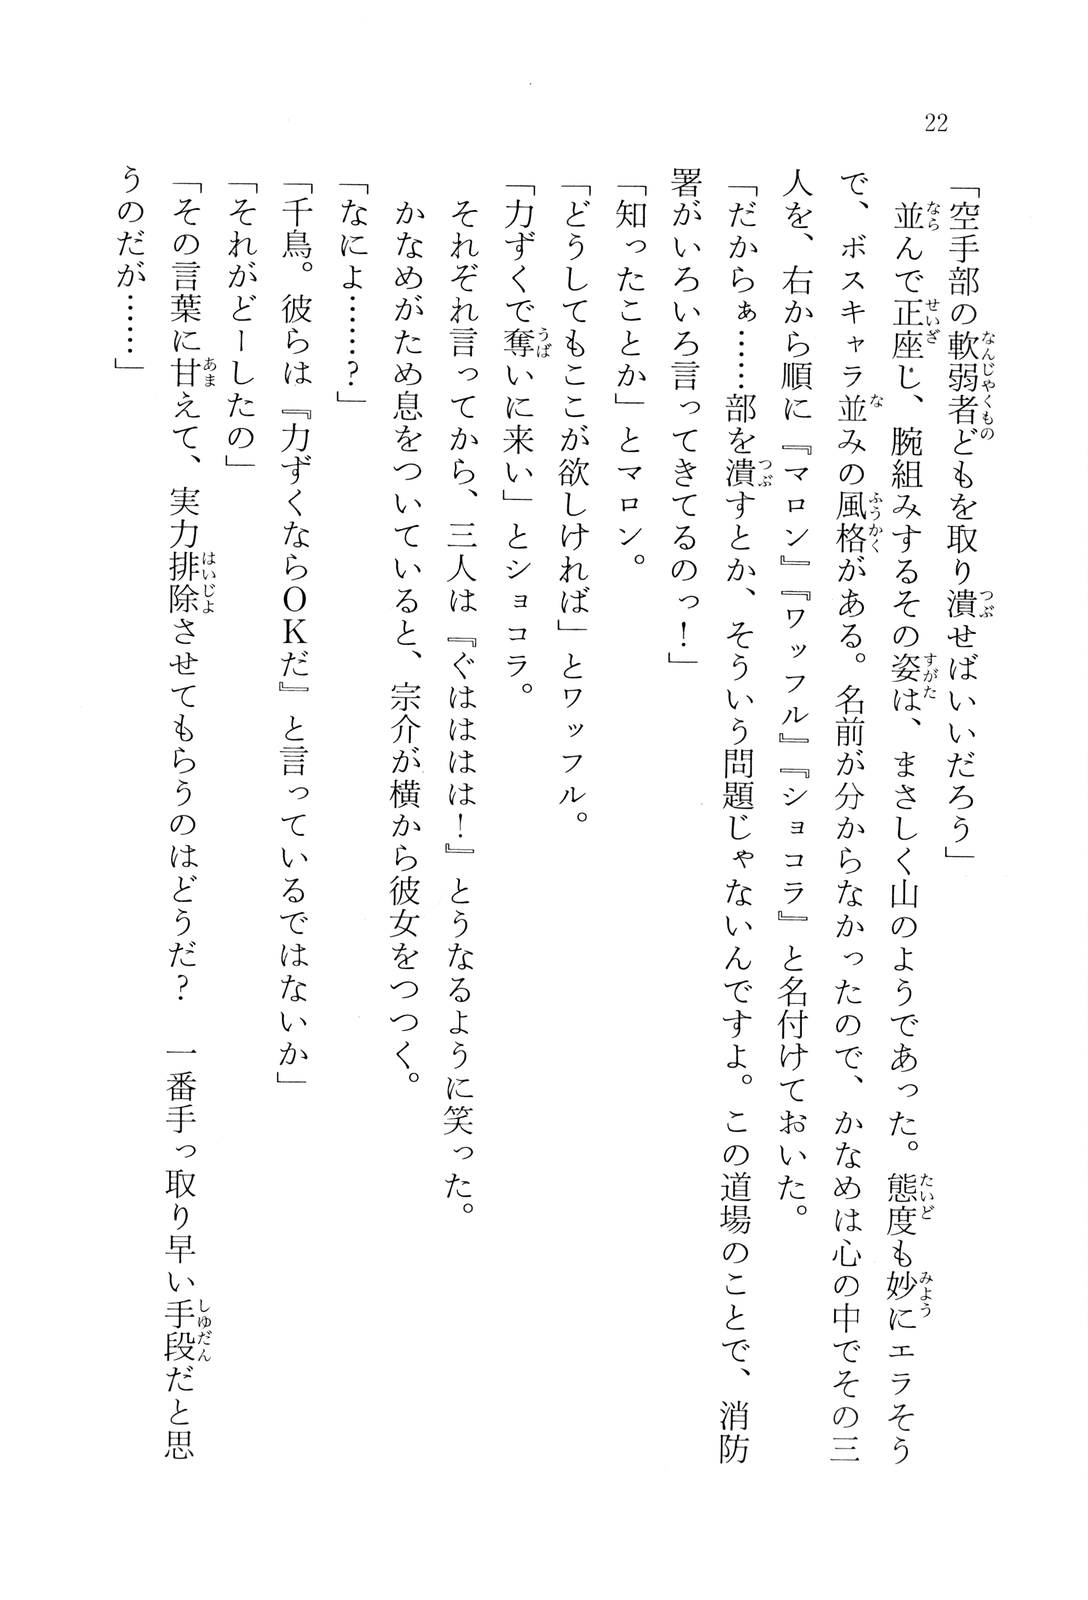 22
「空手部の軟弱者どもを取り潰せばいいだろう」
　並んで正座し、腕組みするその姿は、まさしく山のようであった。態度も妙にエラそう
で、ボスキャラ並みの風格がある。名前が分からなかったので、かなめは心の中でその三
人を、右から順に『マロン』『ワッフル』『ショコラ』と名付けておいた。
「だからぁ……部を潰すとか、そういう問題じゃないんですよ。この道場のことで、消防
署がいろいろ言ってきてるのっ！」
「知ったことか」とマロン。
「どうしてもここが欲しければ」とワッフル。
「力ずくで奪いに来い」とショコラ。
　それぞれ言ってから、三人は『ぐはははは！』とうなるように笑った。
　かなめがため息をついていると、宗介が横から彼女をつつく。
「なによ……？」
「千鳥。彼らは『力ずくならＯＫだ』と言っているではないか」
「それがどーしたの」
「その言葉に甘えて、実力排除させてもらうのはどうだ？　一番手っ取り早い手段だと思
うのだが……」